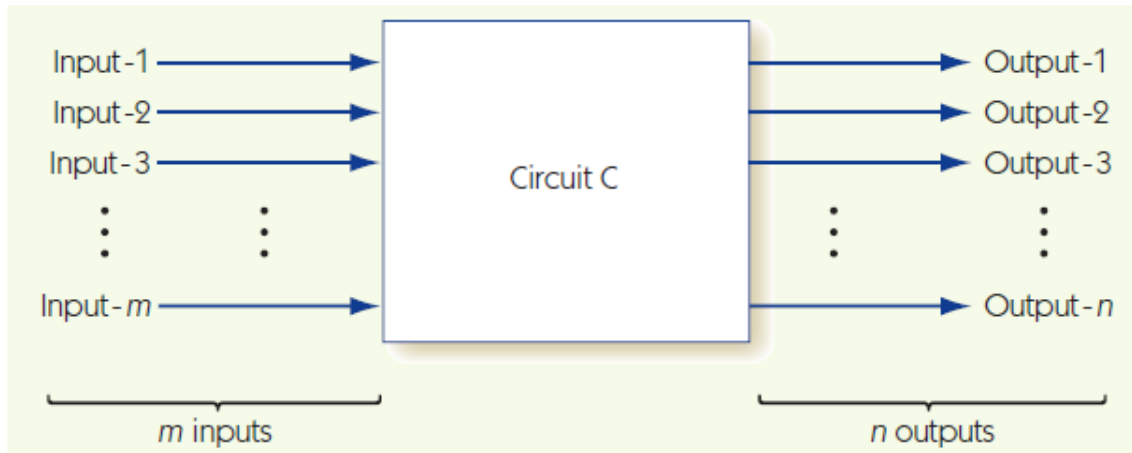 Input-1
Input-2
Input-3
Input-m
m inputs
Circuit C
Output-1
Output-2
Output-3
Output-n
n outputs